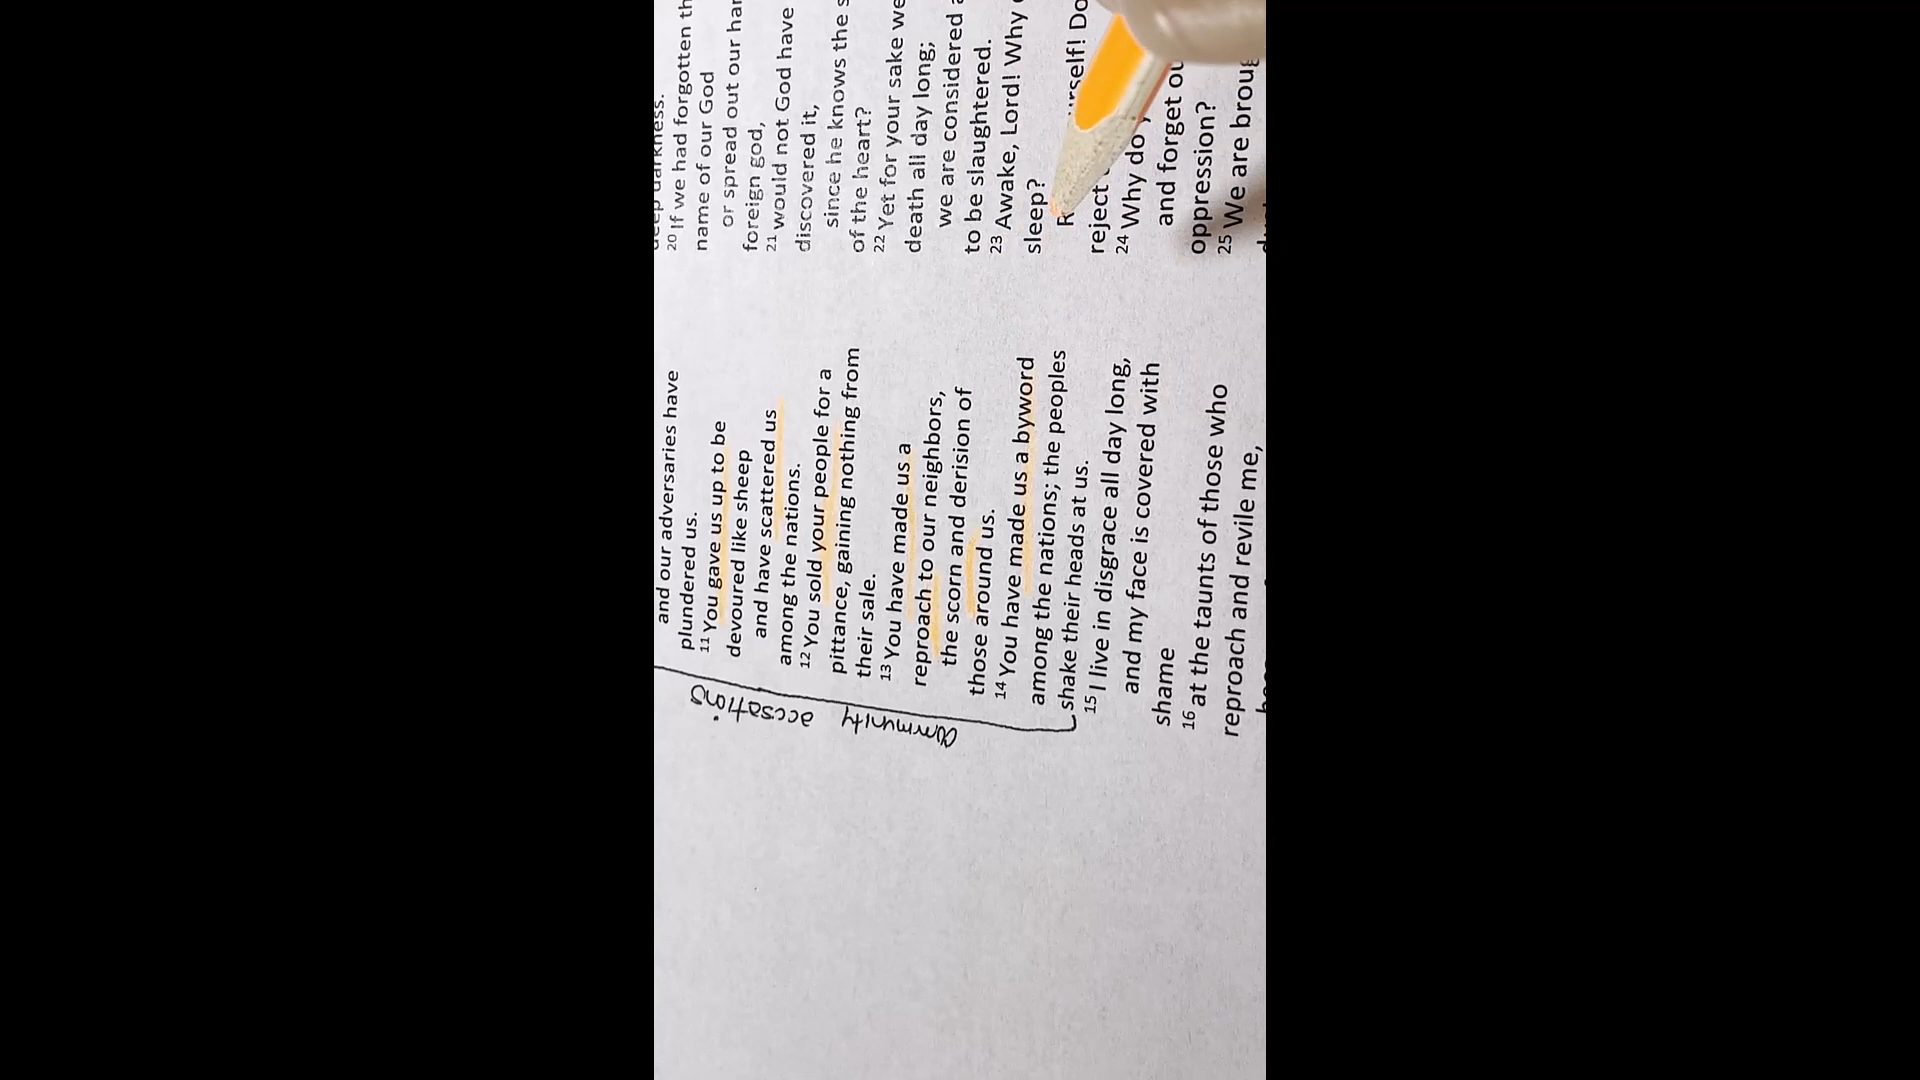 and our adversaries have
plundered us.
11 You gave us up to be
devoured like sheep
and have scattered us
among the nations.
12 You sold your people for a
pittance, gaining nothing from
their sale.
13 You have made us a
reproach to our neighbors,
the scorn and derision of
those around us.
14 You have made us a byword
among the nations; the peoples
shake their heads at us.
15 I live in disgrace all day long,
and my face is covered with
shame
16 at the taunts of those who
reproach and revile me,
community
accsations
deep darkness.
20 If we had forgotten
name of our God
or spread out our
foreign god,
21 would not God have
discovered it,
since he knows the
of the heart?
22 Yet for your sake we
death all day long;
we are considered
to be slaughtered.
23 Awake, Lord! Why
sleep?
reject
24 Why do
and forget
oppression?
25 We are